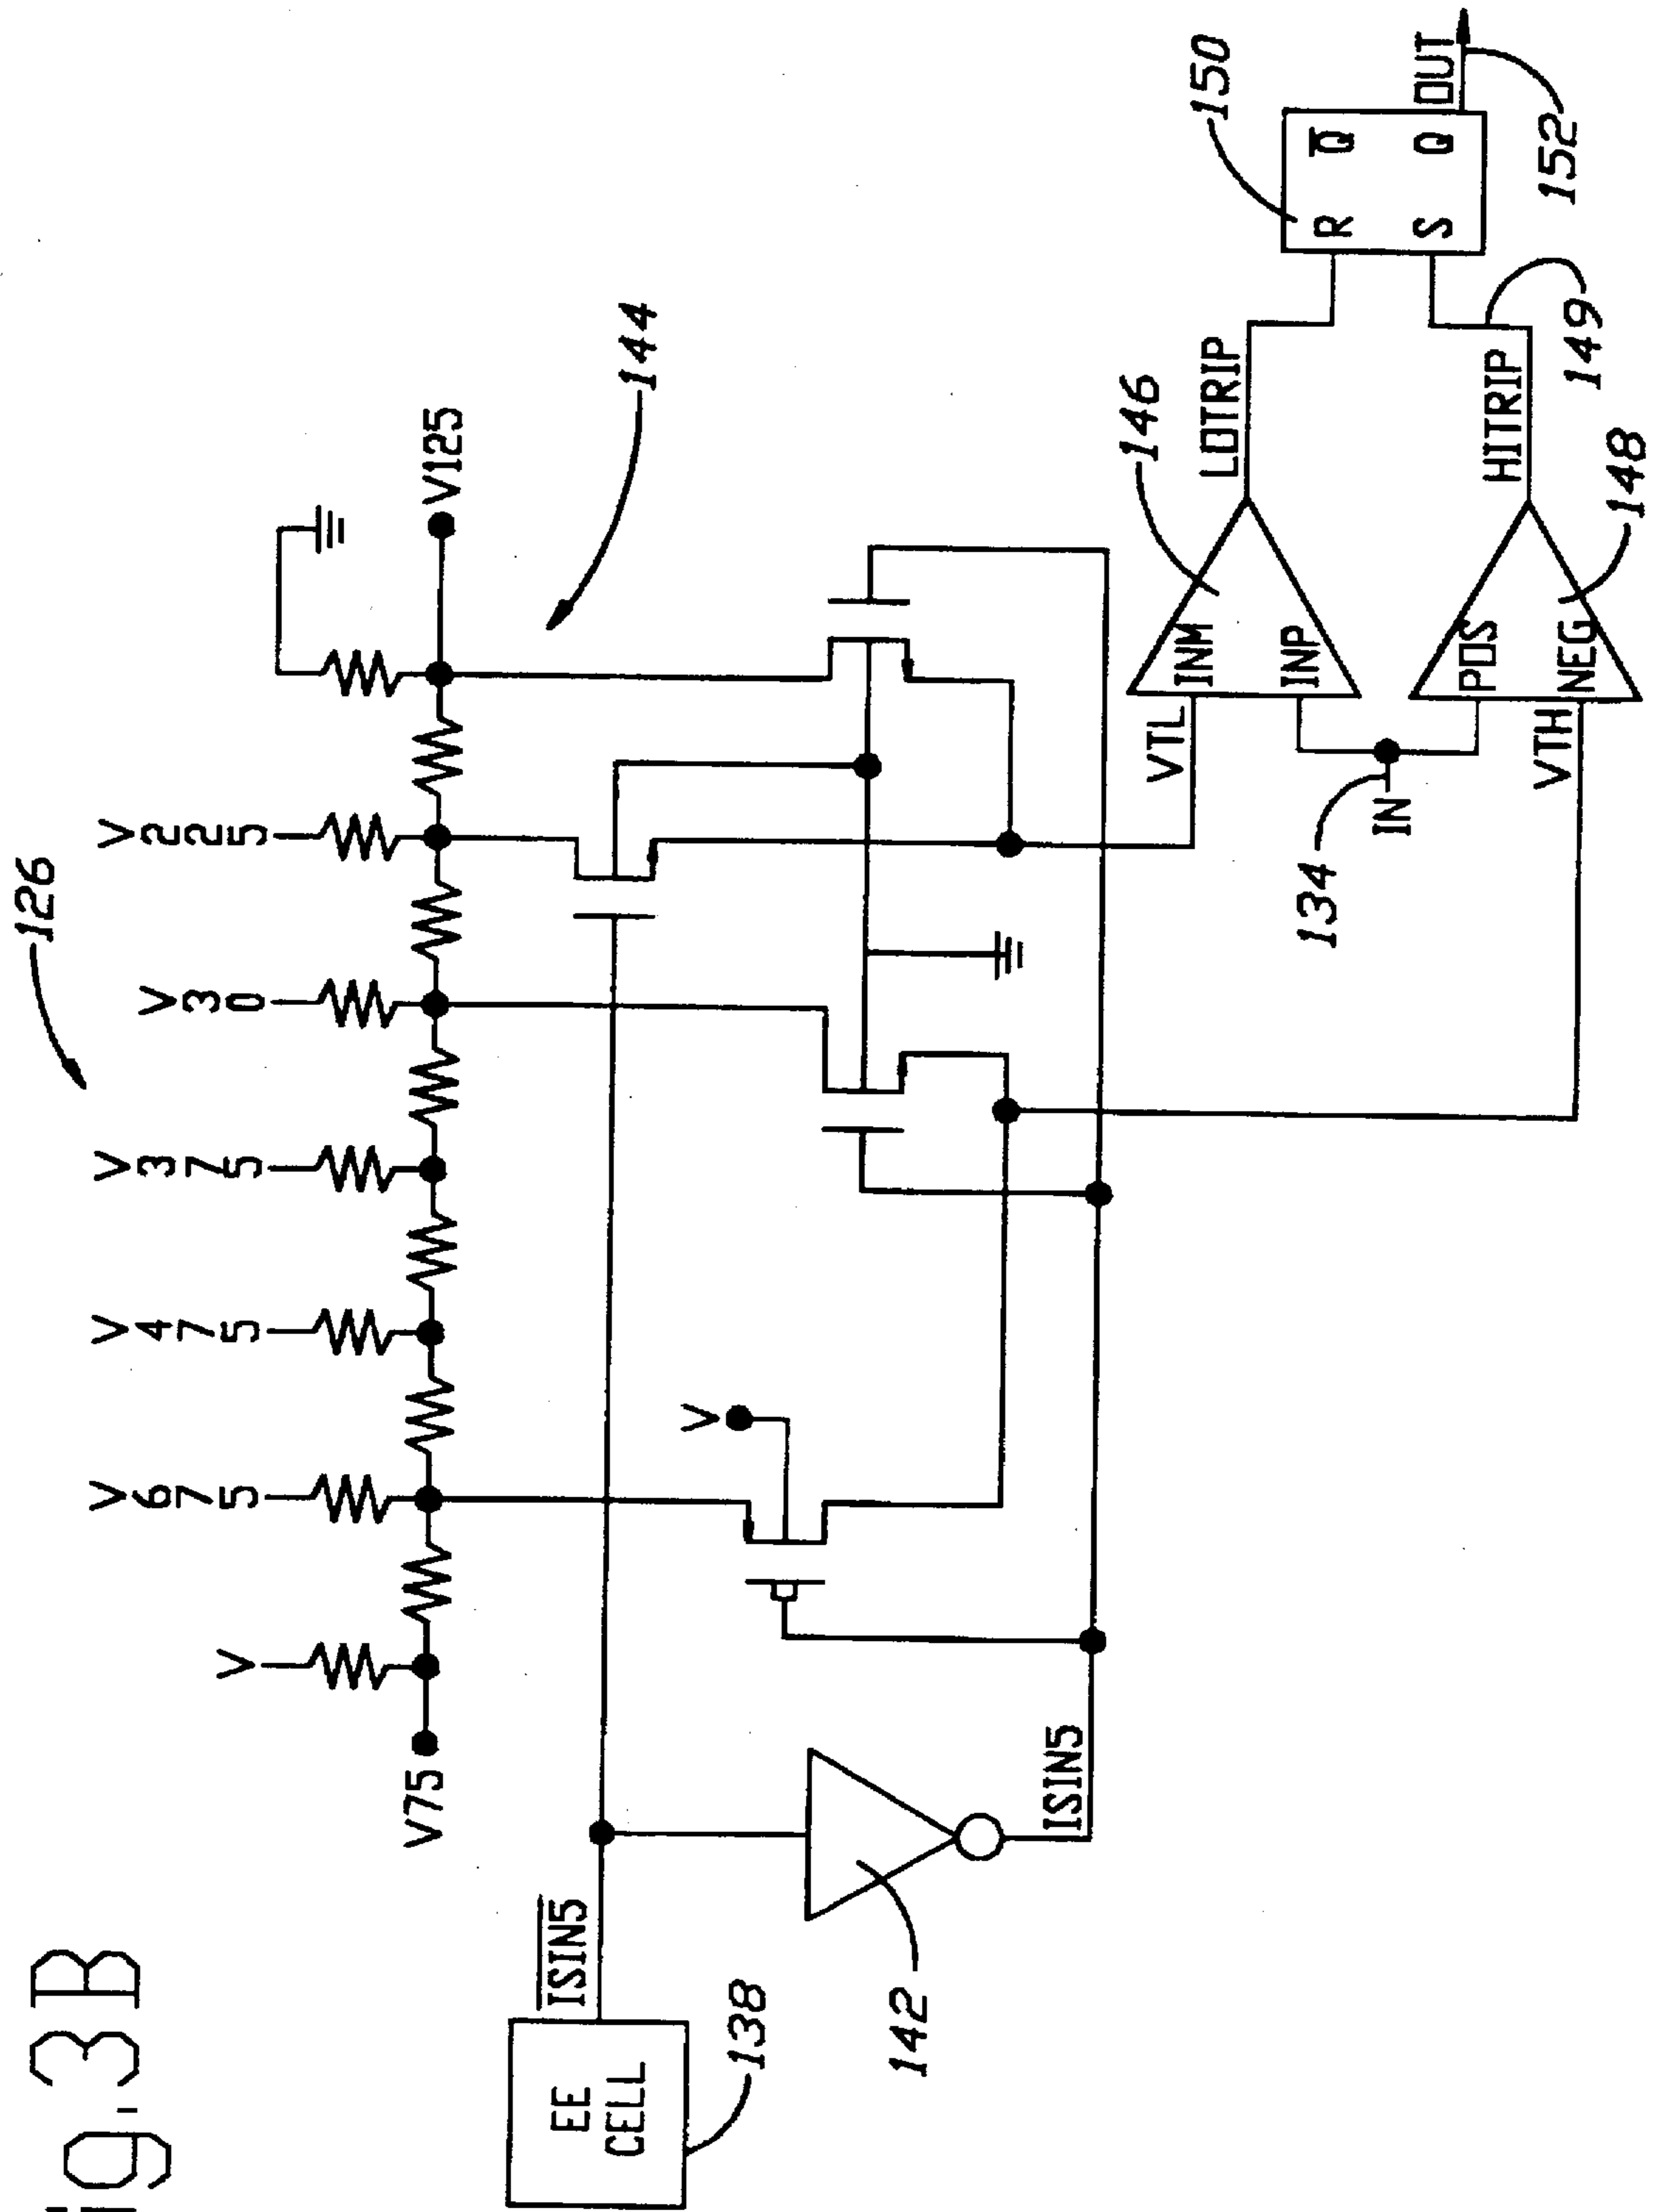 Fig. 3B
126
V
V675
V475
V375
V30
V225
V75
V125
144
EE
CELL
138
ISIN5
142
ISIN5
V
134
IN
VTL
VTH
INM
INP
146
LOTRIP
POS
NEG
148
HITRIP
149
150
R Q
S Q
OUT
152